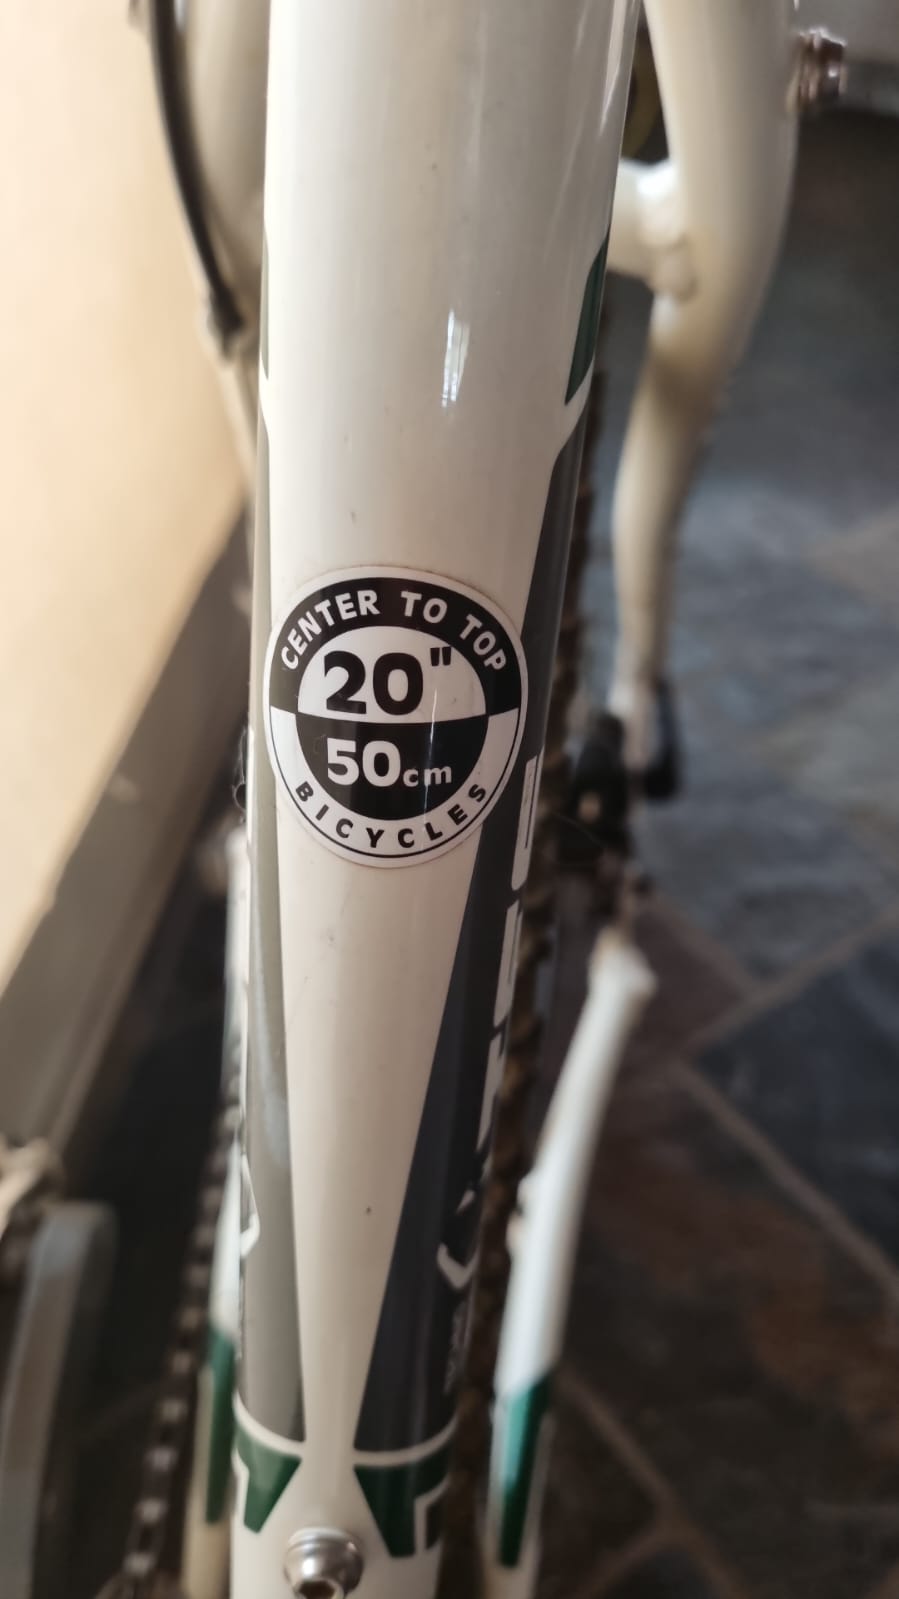 CENTER TO TOP
20"
50cm
BICYCLES